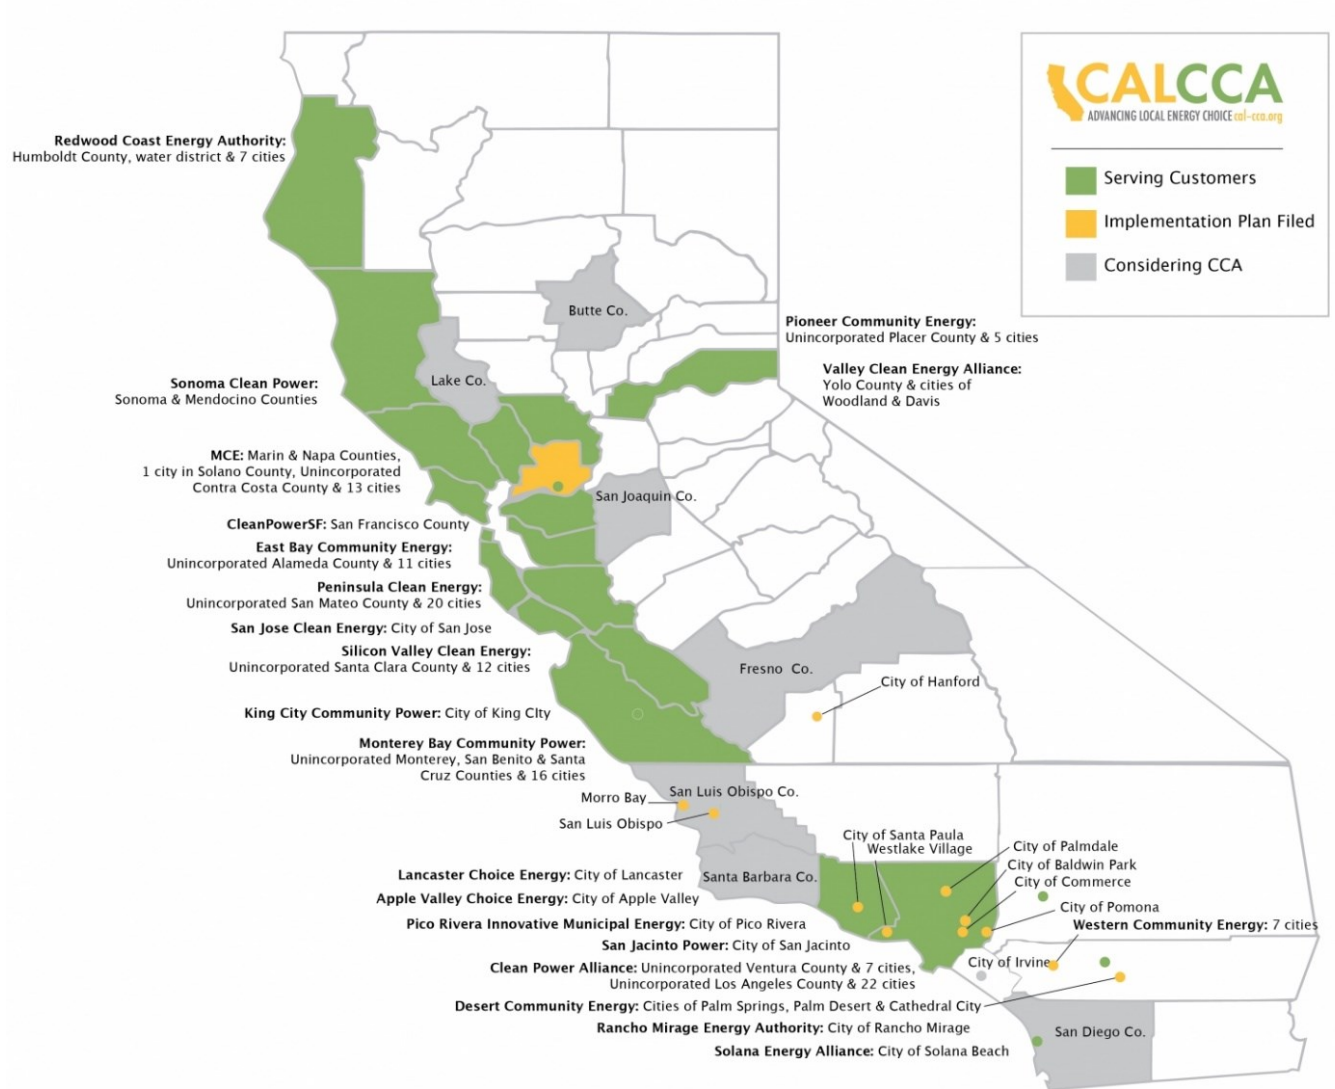 CALCCA
ADVANCING LOCAL ENERGY CHOICE cal-cca.org
Serving Customers
Implementation Plan Filed
Considering CCA
Redwood Coast Energy Authority:
Humboldt County, water district & 7 cities
Butte Co.
Pioneer Community Energy:
Unincorporated Placer County & 5 cities
Valley Clean Energy Alliance:
Yolo County & cities of
Woodland & Davis
Lake Co.
Sonoma Clean Power:
Sonoma & Mendocino Counties
MCE: Marin & Napa Counties,
1 city in Solano County, Unincorporated
Contra Costa County & 13 cities
San Joaquin Co.
CleanPowerSF: San Francisco County
East Bay Community Energy:
Unincorporated Alameda County & 11 cities
Peninsula Clean Energy:
Unincorporated San Mateo County & 20 cities
San Jose Clean Energy: City of San Jose
Silicon Valley Clean Energy:
Unincorporated Santa Clara County & 12 cities
Fresno Co.
City of Hanford
King City Community Power: City of King CIty
Monterey Bay Community Power:
Unincorporated Monterey, San Benito & Santa
Cruz Counties & 16 cities
Morro Bay
San Luis Obispo Co.
San Luis Obispo
City of Santa Paula
Westlake Village
City of Palmdale
City of Baldwin Park
City of Commerce
City of Pomona
Santa Barbara Co.
Lancaster Choice Energy: City of Lancaster
Apple Valley Choice Energy: City of Apple Valley
Pico Rivera Innovative Municipal Energy: City of Pico Rivera
Western Community Energy: 7 cities
San Jacinto Power: City of San Jacinto
City of Irvine
Clean Power Alliance: Unincorporated Ventura County & 7 cities,
Unincorporated Los Angeles County & 22 cities
Desert Community Energy: Cities of Palm Springs, Palm Desert & Cathedral City
Rancho Mirage Energy Authority: City of Rancho Mirage
San Diego Co.
Solana Energy Alliance: City of Solana Beach